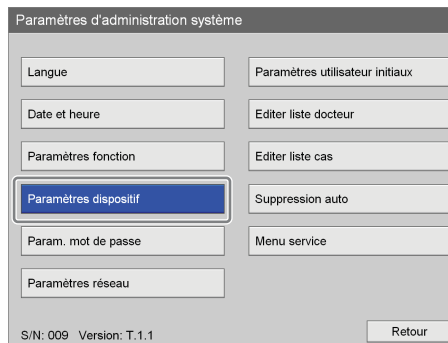 Paramètres d'administration système
Langue
Paramètres utilisateur initiaux
Date et heure
Editer liste docteur
Paramètres fonction
Editer liste cas
Paramètres dispositif
Suppression auto
Param. mot de passe
Menu service
Paramètres réseau
S/N: 009 Version: T.1.1
Retour